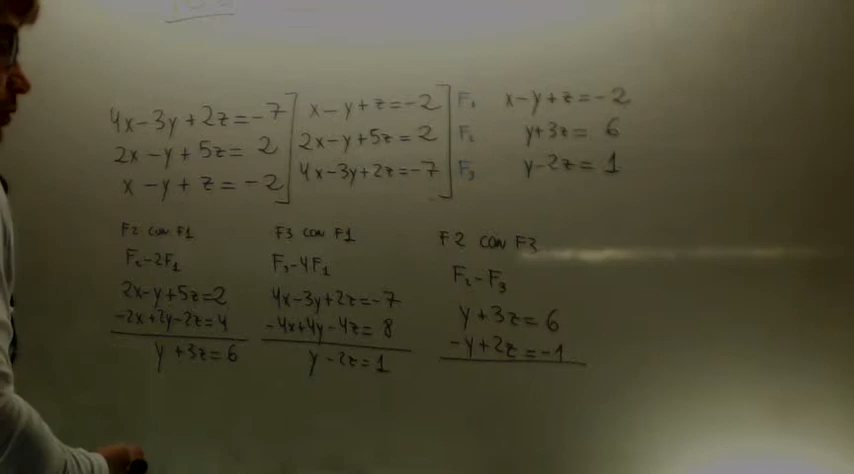 4x-3y+2z=-7
2x-y+5z=2
x-y+z=-2
x-y+z=-2 F1
2x-y+5z=2 F2
4x-3y+2z=-7 F3
x-y+z=-2
y+3z=6
y-2z=1
F2 con F1
F2-2F1
2x-y+5z=2
-2x+2y-2z=4
y+3z=6
F3 con F1
F3-4F1
4x-3y+2z=-7
-4x+4y-4z=8
y-2z=1
F2 con F3
F2-F3
y+3z=6
-y+2z=-1